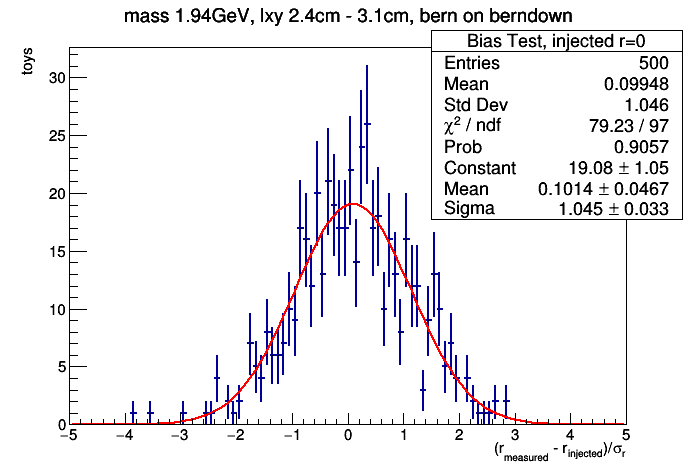 mass 1.94GeV, lxy 2.4cm - 3.1cm, bern on berndown
Bias Test, injected r=0
Entries 500
Mean 0.09948
Std Dev 1.046
χ² / ndf 79.23 / 97
Prob 0.9057
Constant 19.08 ± 1.05
Mean 0.1014 ± 0.0467
Sigma 1.045 ± 0.033
toys
30
25
20
15
10
5
0
−5 −4 −3 −2 −1 0 1 2 3 4 5
(r_measured - r_injected)/σ_r